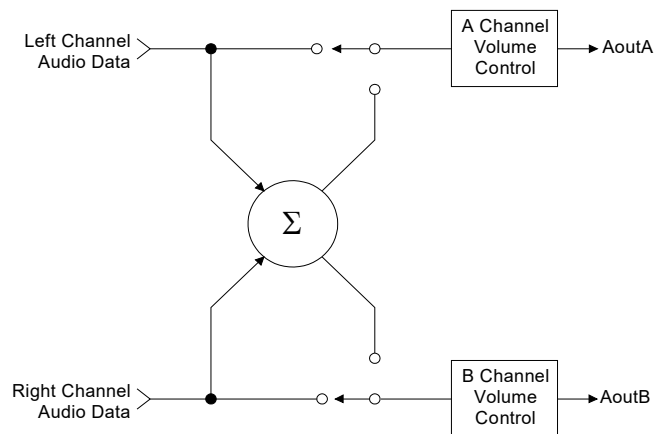 Left Channel
Audio Data
A Channel
Volume
Control
AoutA
Σ
Right Channel
Audio Data
B Channel
Volume
Control
AoutB